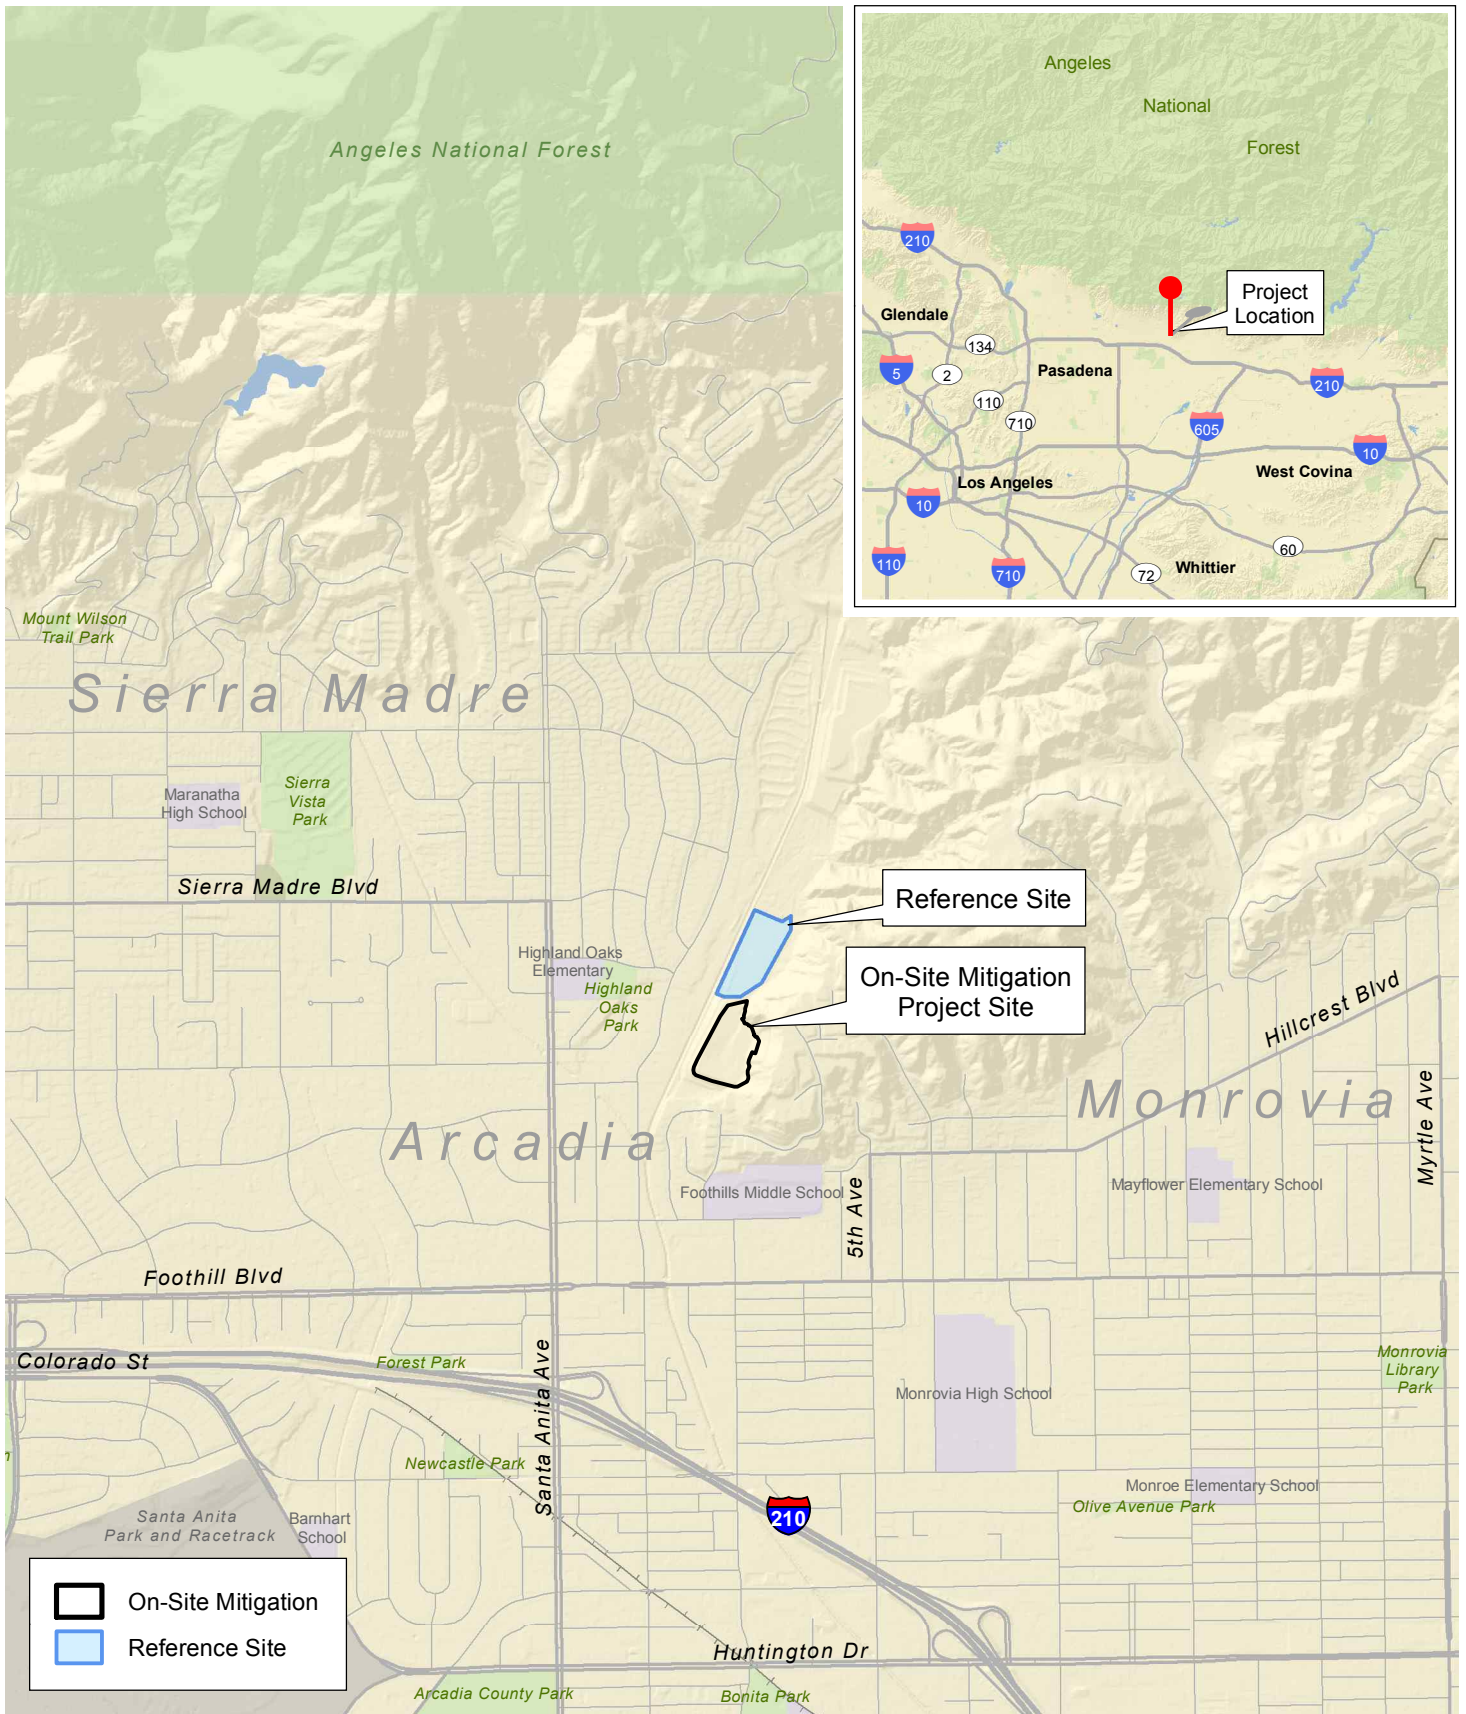 Angeles National Forest
Angeles
National
Forest
210
Project
Location
Glendale
134
5
2
Pasadena
110
210
710
605
10
West Covina
Los Angeles
10
60
110
710
72
Whittier
Mount Wilson
Trail Park
Sierra Madre
Maranatha
High School
Sierra
Vista
Park
Sierra Madre Blvd
Reference Site
Highland Oaks
Elementary
Highland
Oaks
Park
On-Site Mitigation
Project Site
Hillcrest Blvd
Monrovia
Myrtle Ave
Arcadia
Foothills Middle School
Mayflower Elementary School
5th Ave
Foothill Blvd
Colorado St
Forest Park
Santa Anita Ave
Monrovia
Library
Park
Monrovia High School
Newcastle Park
Monroe Elementary School
Olive Avenue Park
Santa Anita
Park and Racetrack
Barnhart
School
210
On-Site Mitigation
Reference Site
Huntington Dr
Arcadia County Park
Bonita Park